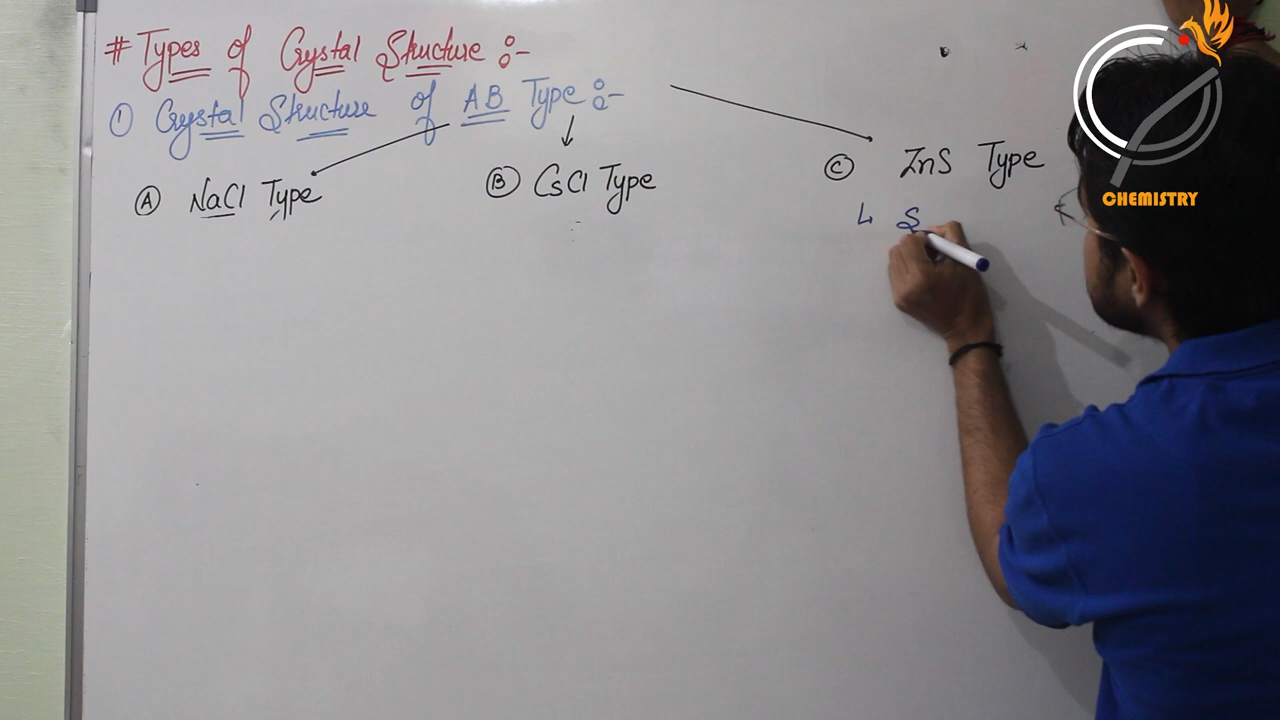 # Types of Crystal Structure :-
① Crystal Structure of AB Type :-
Ⓐ NaCl Type
Ⓑ CsCl Type
Ⓒ ZnS Type
↳ S
CHEMISTRY